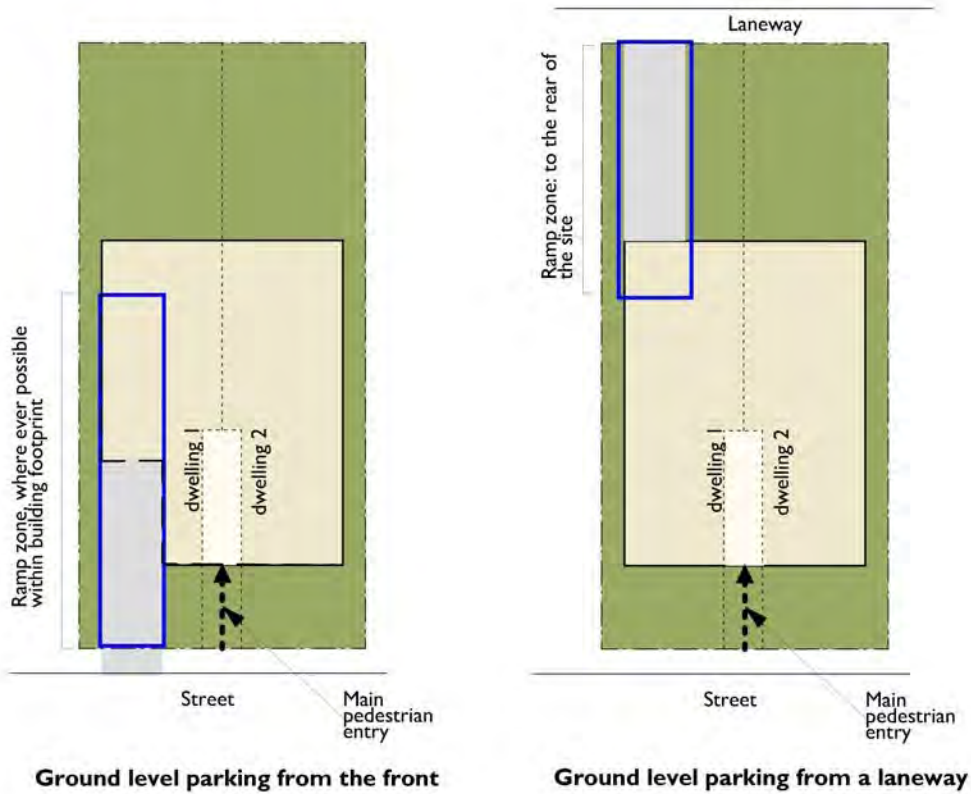 Laneway
Ramp zone, where ever possible
within building footprint
dwelling 1
dwelling 2
Street
Main
pedestrian
entry
Ground level parking from the front
Ramp zone: to the rear of
the site
dwelling 1
dwelling 2
Street
Main
pedestrian
entry
Ground level parking from a laneway